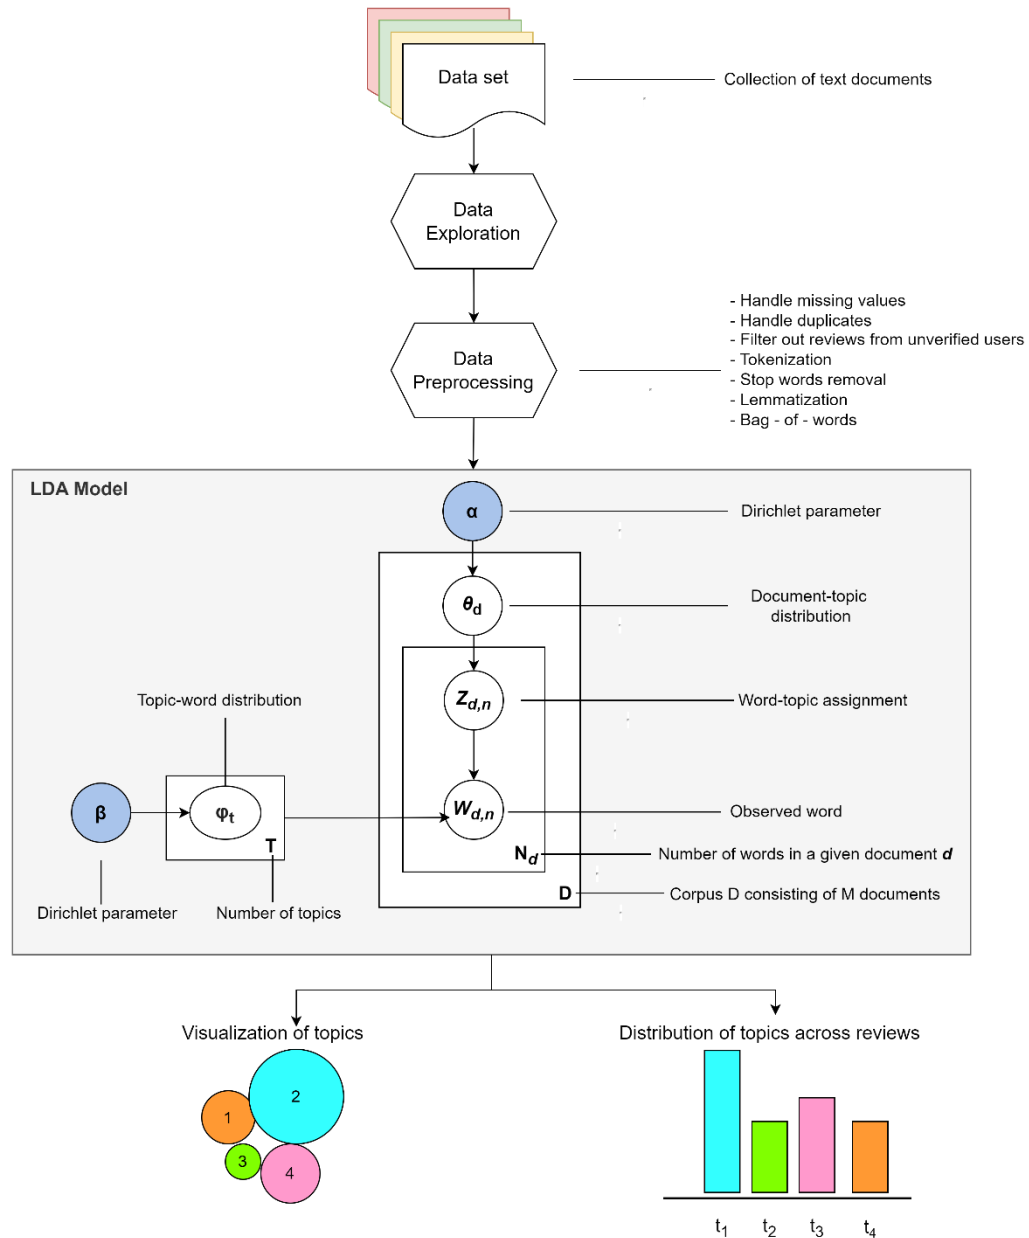 Data set
Collection of text documents
Data
Exploration
Data
Preprocessing
- Handle missing values
- Handle duplicates
- Filter out reviews from unverified users
- Tokenization
- Stop words removal
- Lemmatization
- Bag - of - words
LDA Model
α
Dirichlet parameter
θd
Document-topic
distribution
Topic-word distribution
Zd,n
Word-topic assignment
β
φt
T
Wd,n
Observed word
Nd
Number of words in a given document d
D
Corpus D consisting of M documents
Dirichlet parameter
Number of topics
Visualization of topics
1
2
3
4
Distribution of topics across reviews
t1
t2
t3
t4